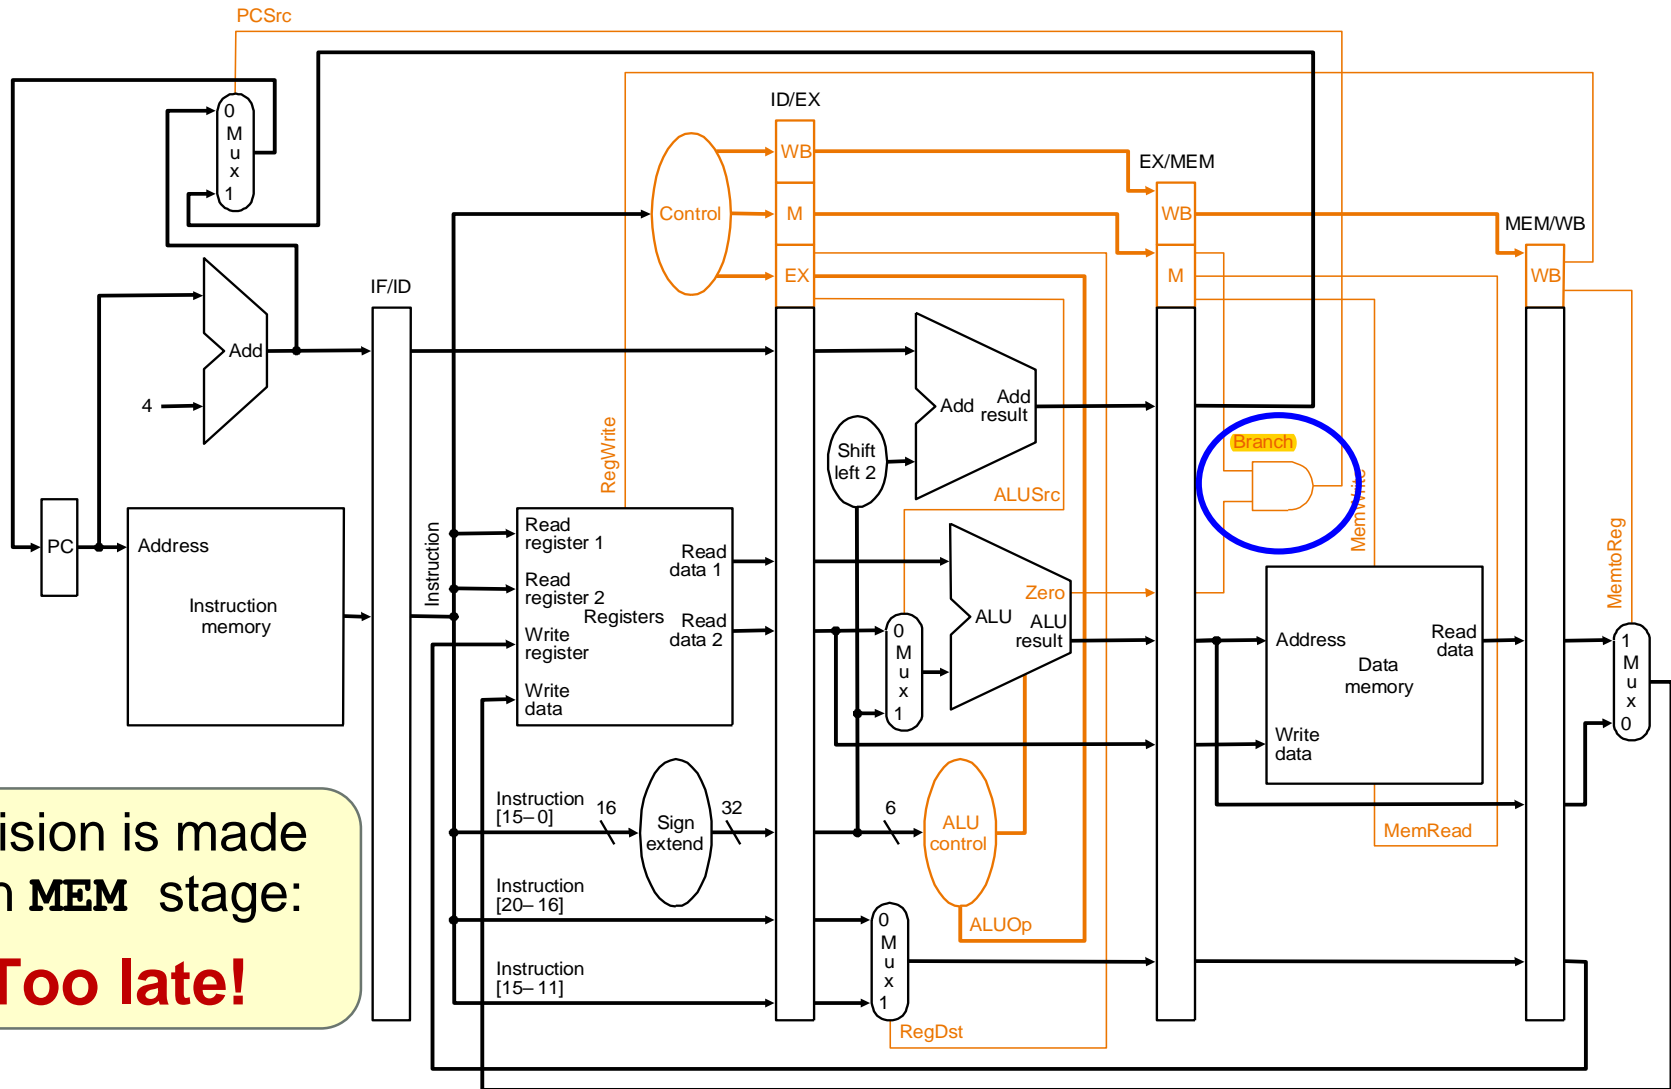 PCSrc
0
M
u
x
1
ID/EX
WB
M
EX
Control
EX/MEM
WB
M
MEM/WB
WB
IF/ID
Add
4
RegWrite
Shift
left 2
Add
Add
result
Branch
ALUSrc
MemWrite
PC
Address
Instruction
memory
Instruction
Read
register 1
Read
register 2
Registers
Write
register
Write
data
Read
data 1
Read
data 2
0
M
u
x
1
Zero
ALU
ALU
result
Address
Read
data
Data
memory
Write
data
MemtoReg
1
M
u
x
0
MemRead
Instruction
[15–0]
16
Sign
extend
32
6
ALU
control
Instruction
[20–16]
ALUOp
Instruction
[15–11]
0
M
u
x
1
RegDst
ision is made
n MEM stage:
Too late!